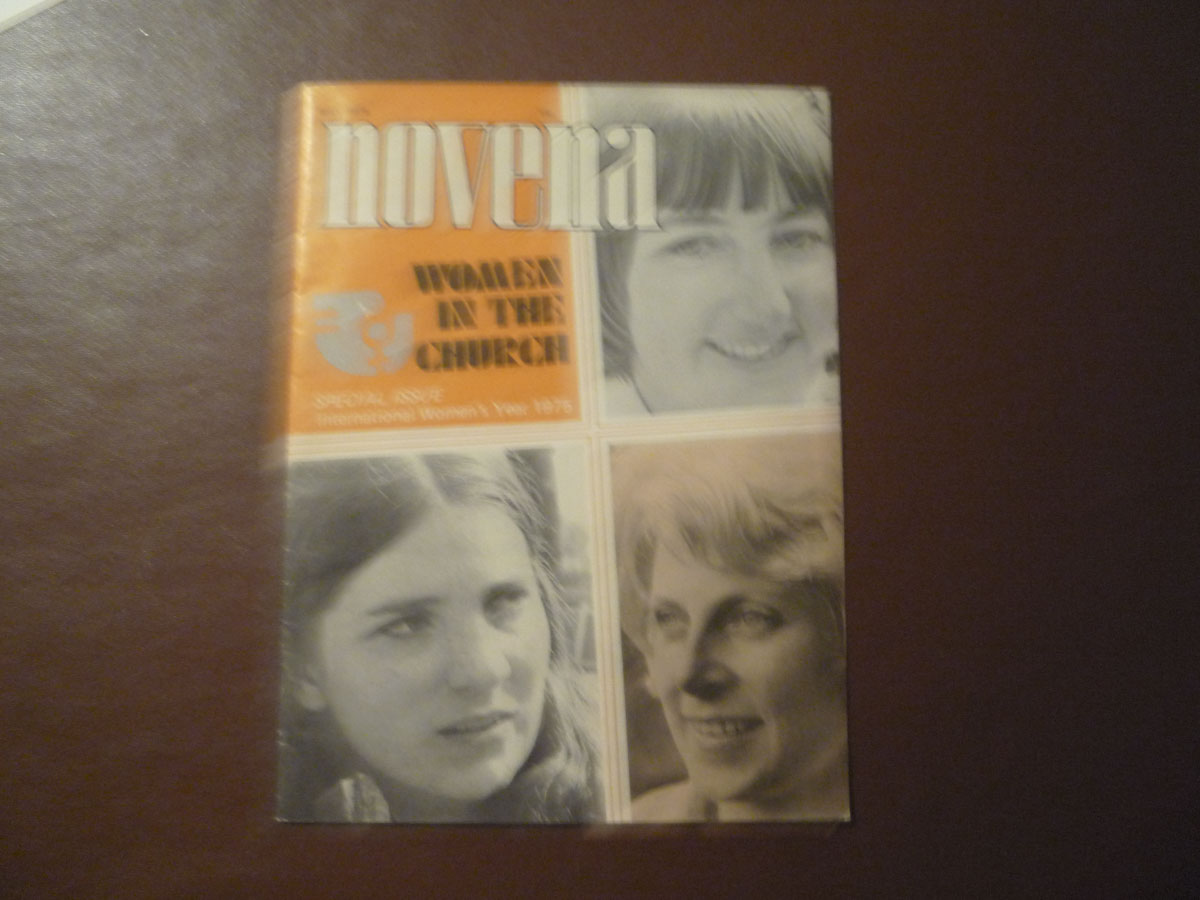 novena
WOMEN
IN THE
CHURCH
SPECIAL ISSUE
International Women's Year 1975